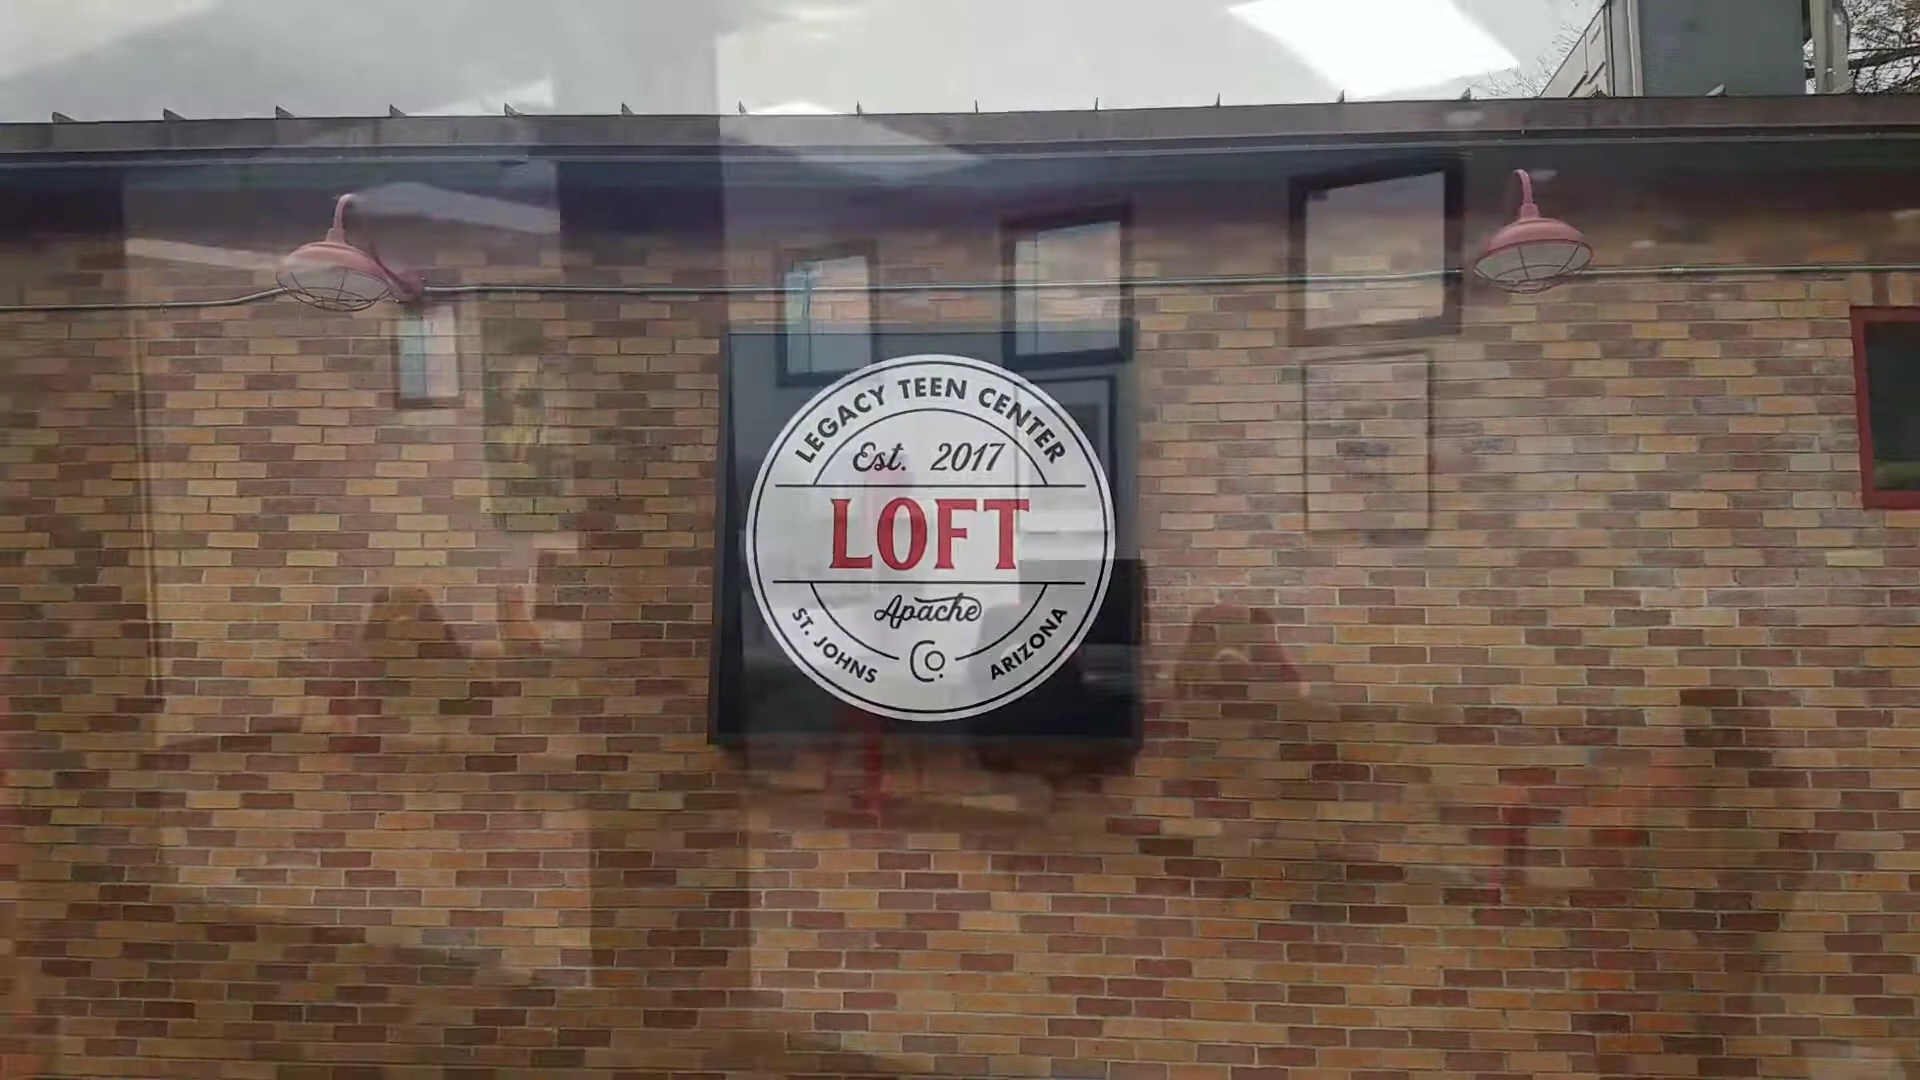 LEGACY TEEN CENTER
Est. 2017
LOFT
Apache
Co.
ST. JOHNS
ARIZONA